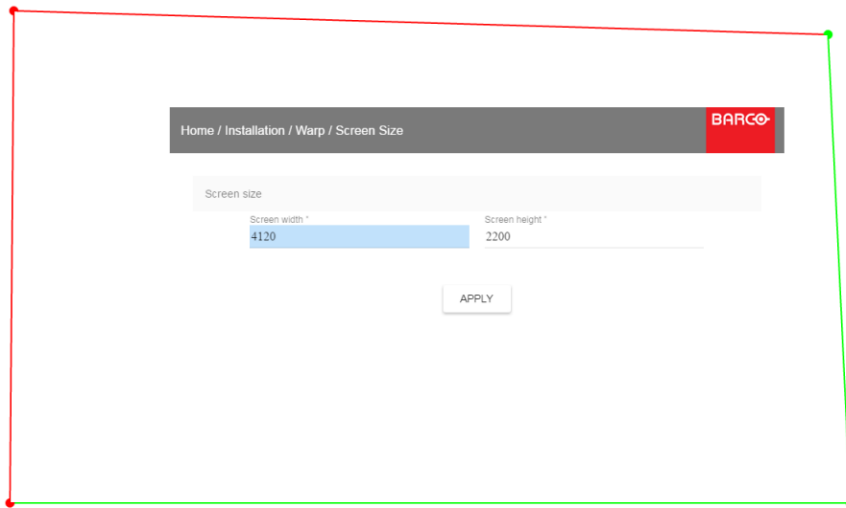 Home / Installation / Warp / Screen Size
BARCO
Screen size
Screen width *
Screen height *
4120
2200
APPLY